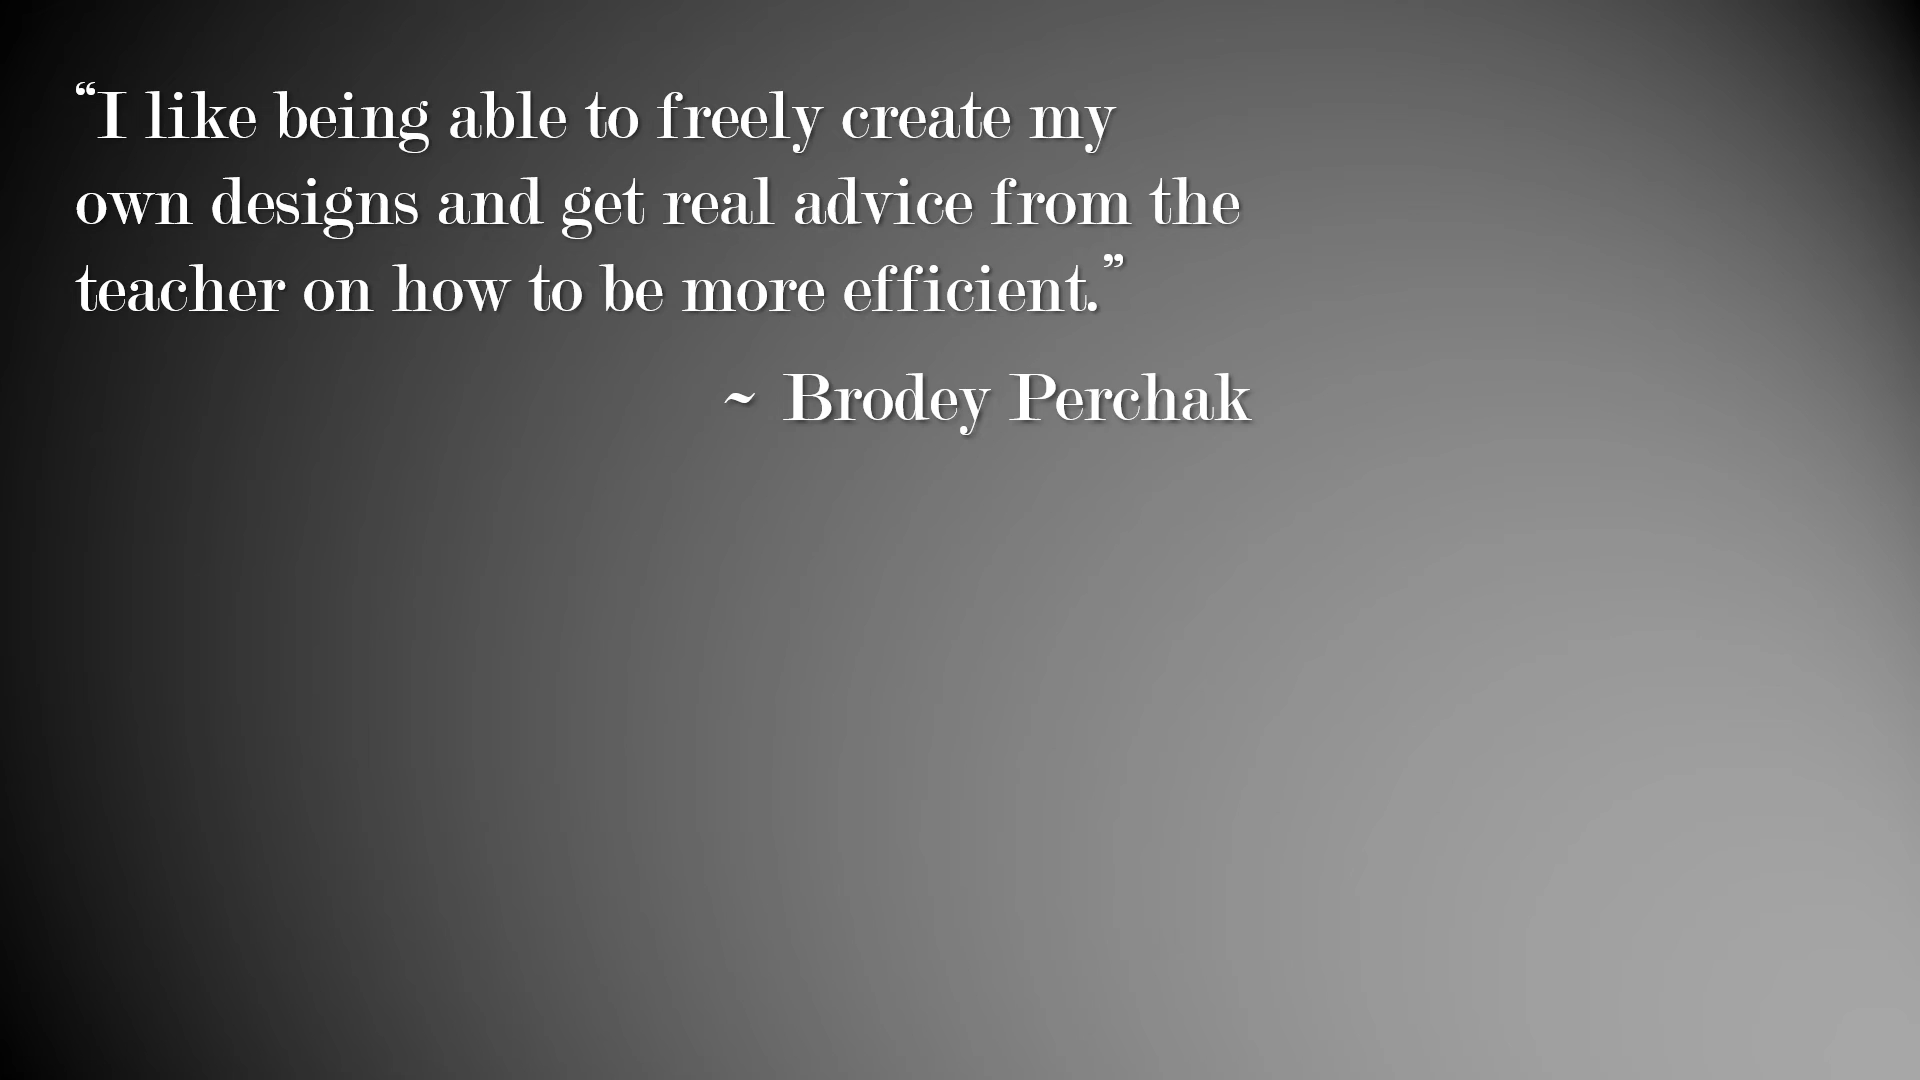 “I like being able to freely create my
own designs and get real advice from the
teacher on how to be more efficient.”
~ Brodey Perchak